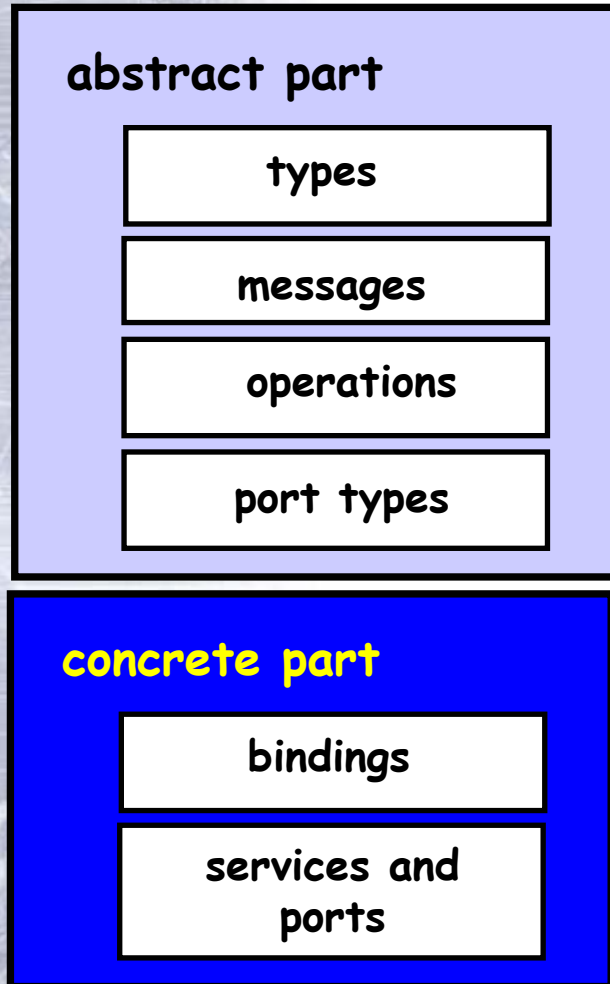 abstract part
types
messages
operations
port types
concrete part
bindings
services and
ports